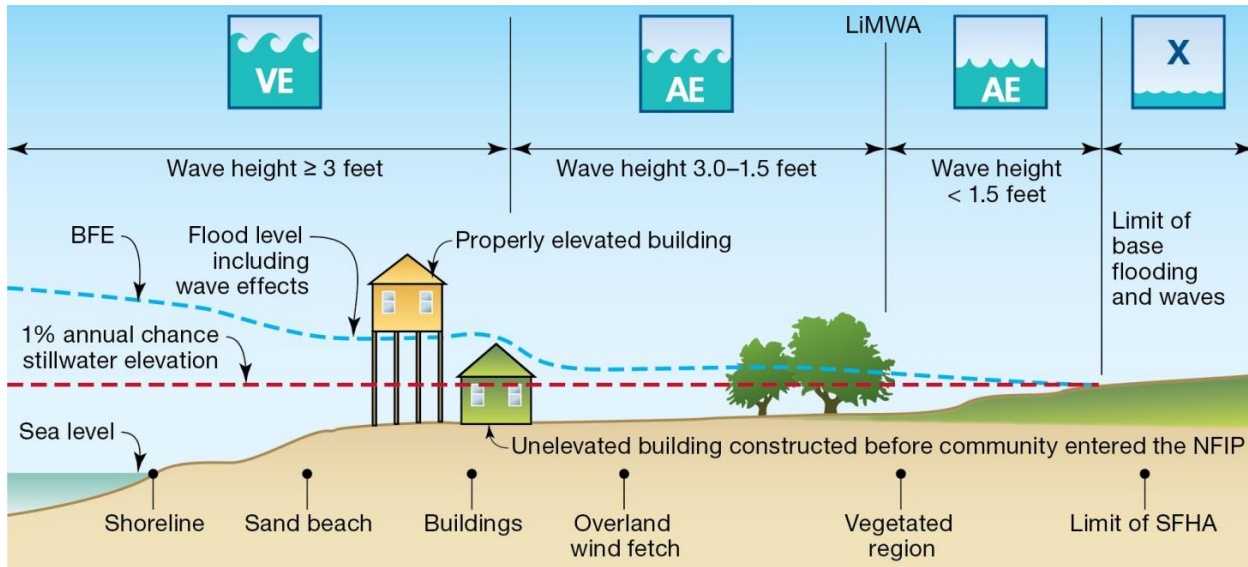 VE
AE
LiMWA
AE
X
Wave height ≥ 3 feet
Wave height 3.0–1.5 feet
Wave height
< 1.5 feet
BFE
Flood level
including
wave effects
Properly elevated building
Limit of
base
flooding
and waves
1% annual chance
stillwater elevation
Sea level
Unelevated building constructed before community entered the NFIP
Shoreline
Sand beach
Buildings
Overland
wind fetch
Vegetated
region
Limit of SFHA